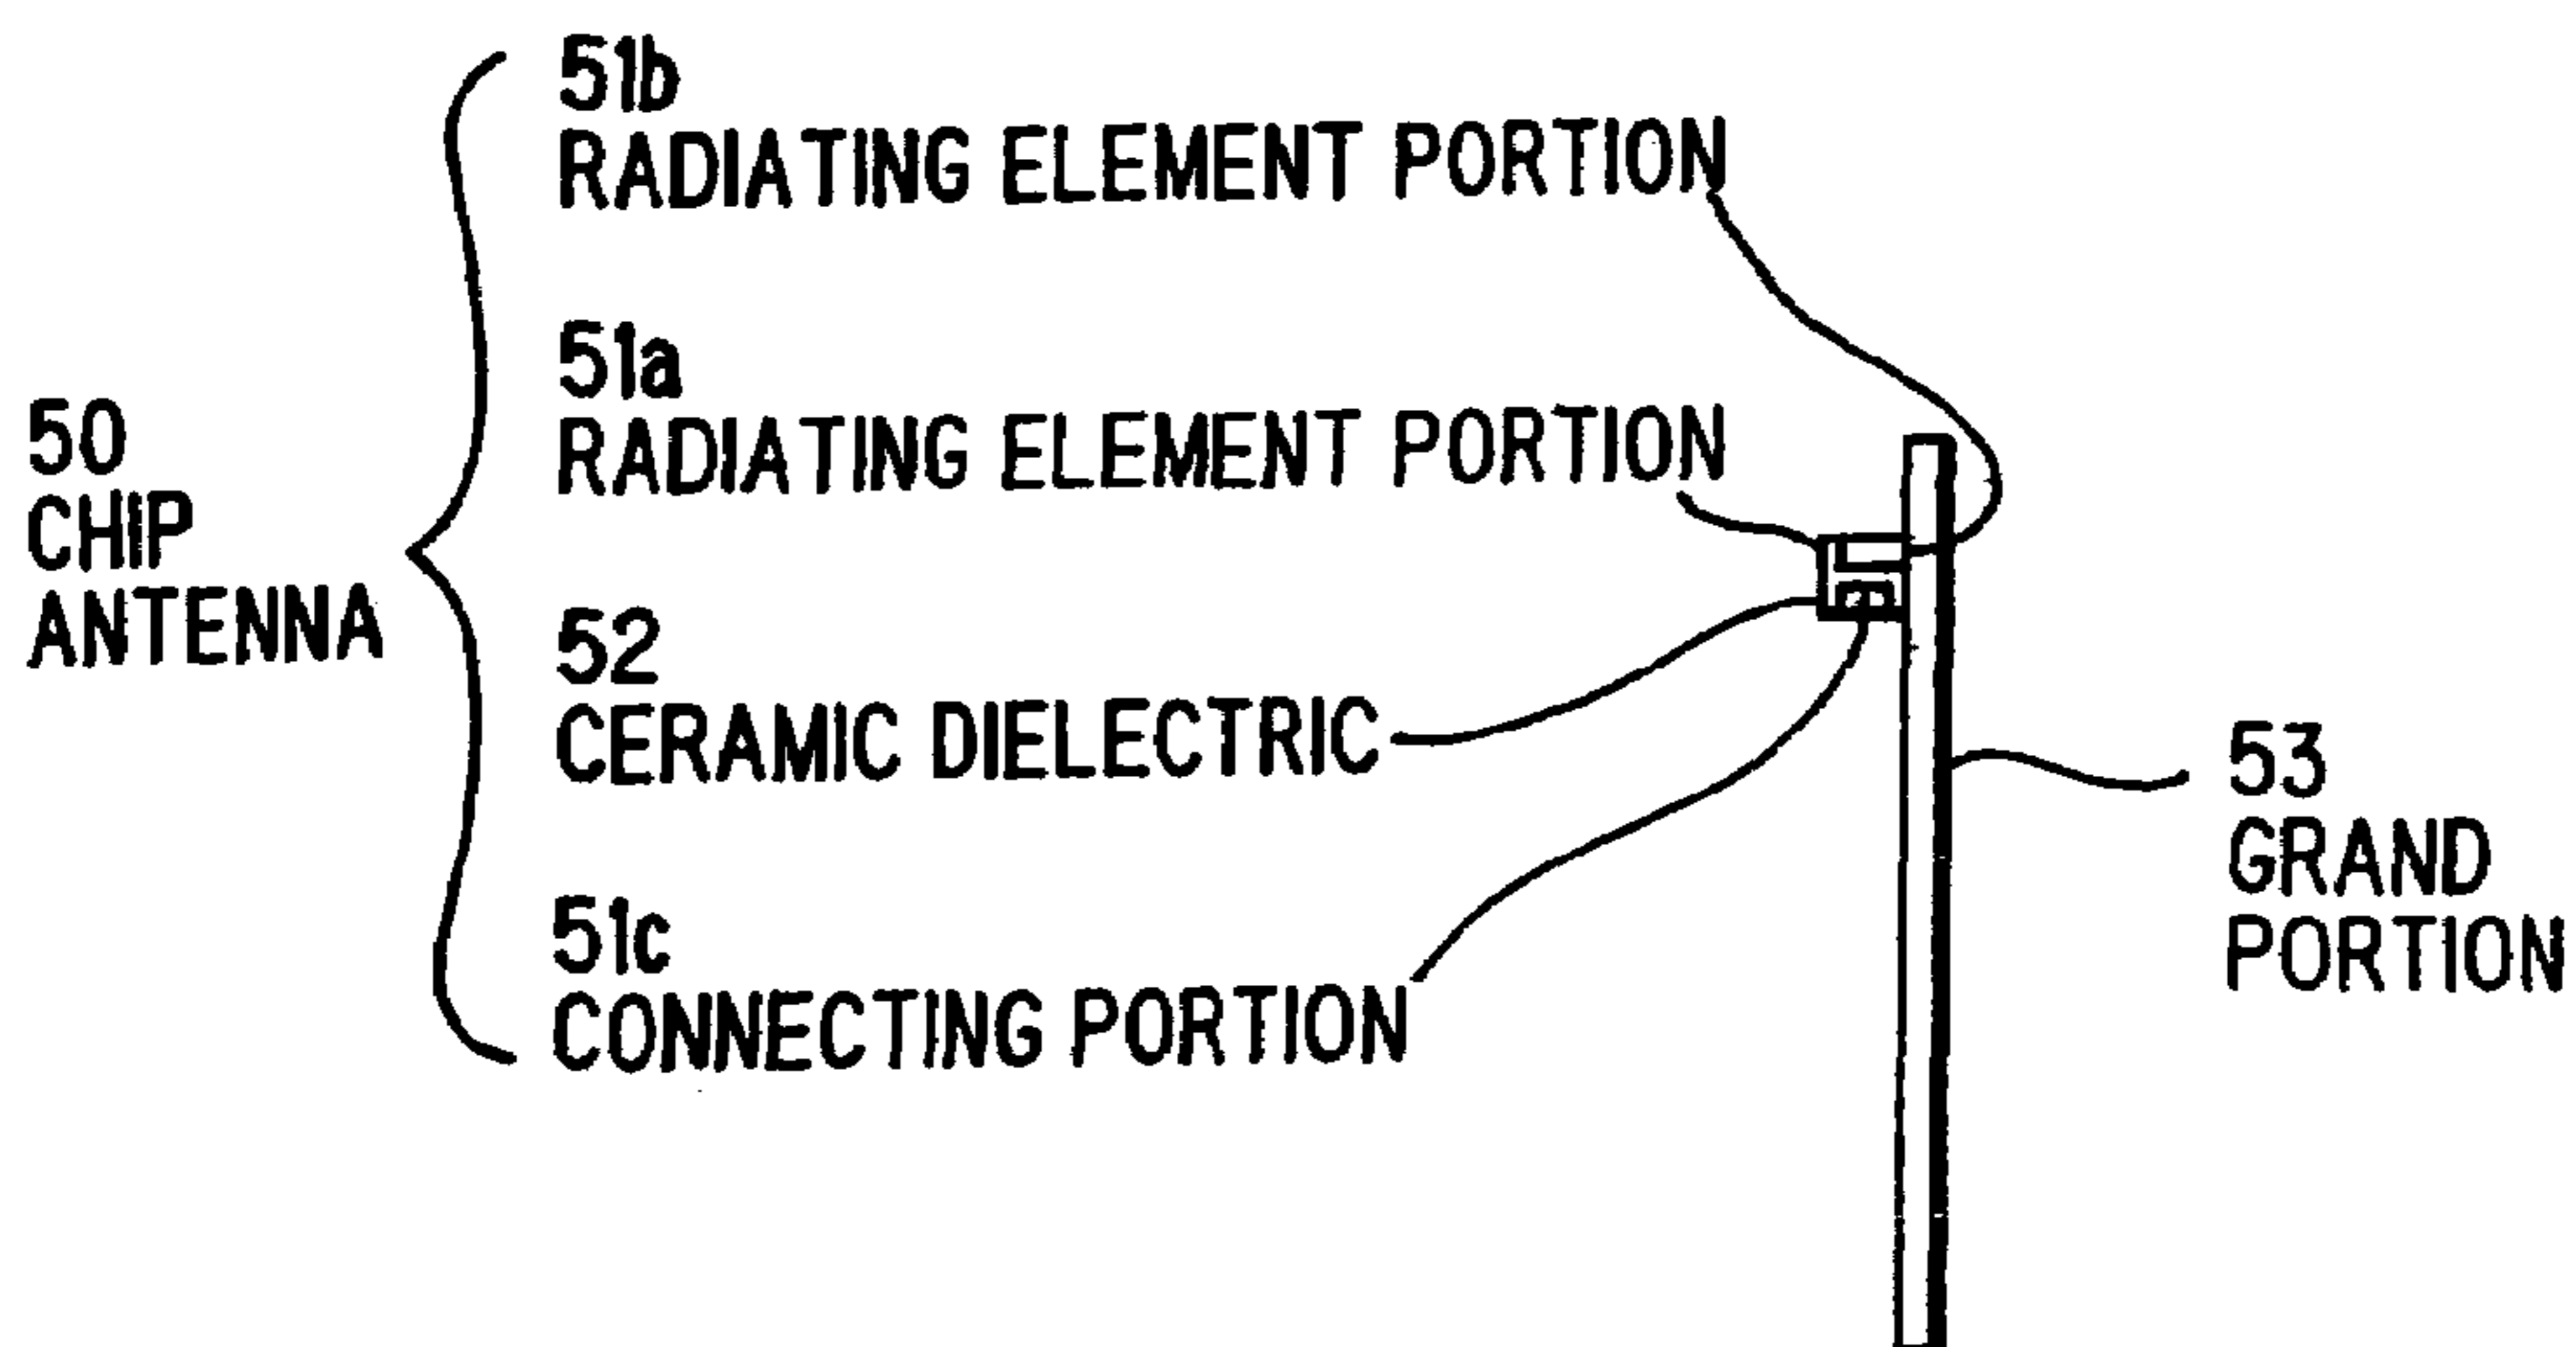 50
CHIP
ANTENNA
51b
RADIATING ELEMENT PORTION
51a
RADIATING ELEMENT PORTION
52
CERAMIC DIELECTRIC
51c
CONNECTING PORTION
53
GRAND
PORTION